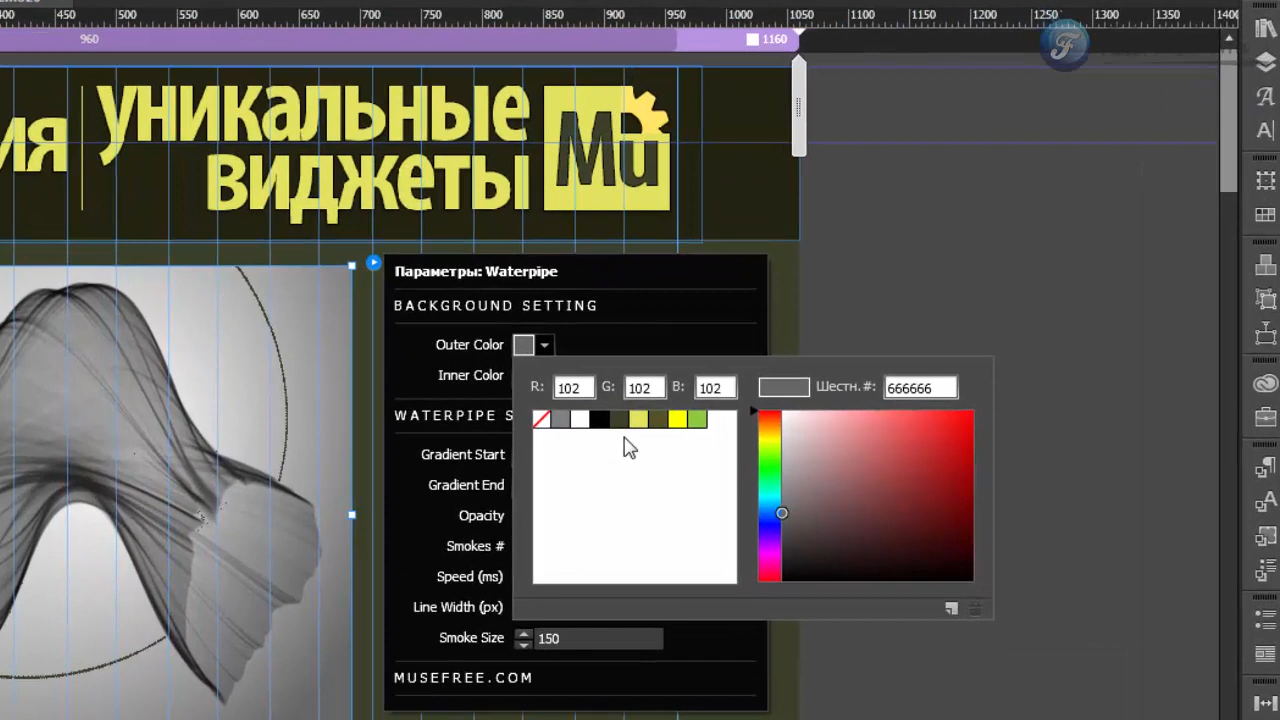 400 450 500 550 600 650 700 750 800 850 900 950 1000 1050 1100 1150 1200 1250 1300 1350 1400
960
1160
ия
уникальные
виджеты
Mu
Параметры: Waterpipe
BACKGROUND SETTING
Outer Color
R: 102 G: 102 B: 102 Шестн.#: 666666
Inner Color
WATERPIPE S
Gradient Start
Gradient End
Opacity
Smokes #
Speed (ms)
Line Width (px)
Smoke Size 150
MUSEFREE.COM